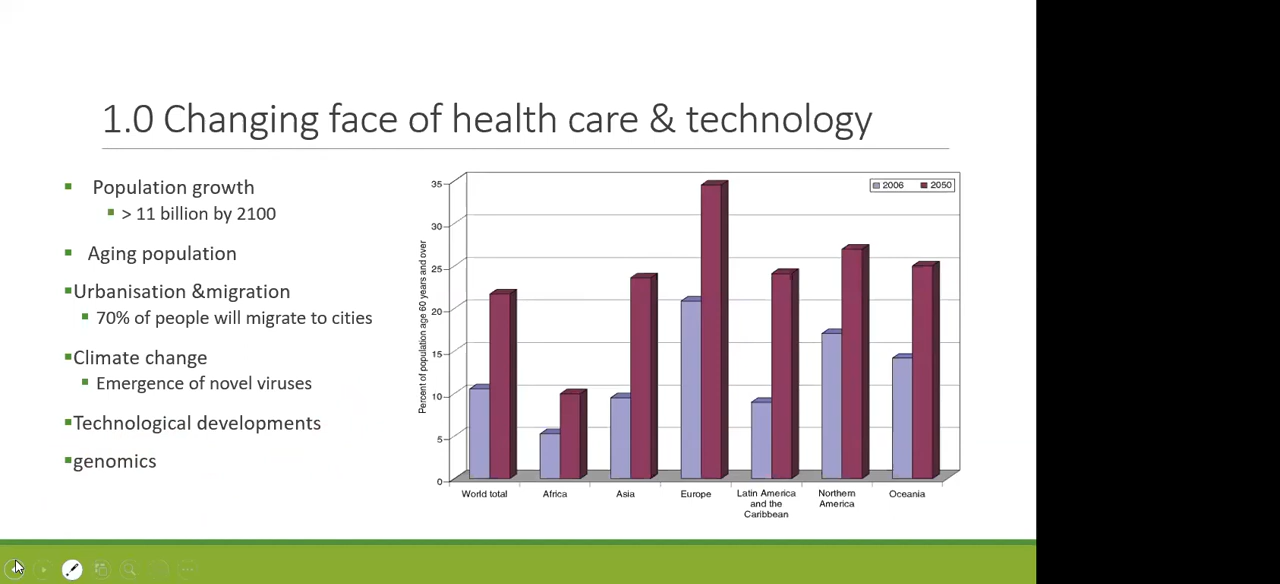 1.0 Changing face of health care & technology
Population growth
> 11 billion by 2100
Aging population
Urbanisation &migration
70% of people will migrate to cities
Climate change
Emergence of novel viruses
Technological developments
genomics
2006 2050
Percent of population age 60 years and over
35
30
25
20
15
10
5
0
World total
Africa
Asia
Europe
Latin America
and the
Caribbean
Northern
America
Oceania